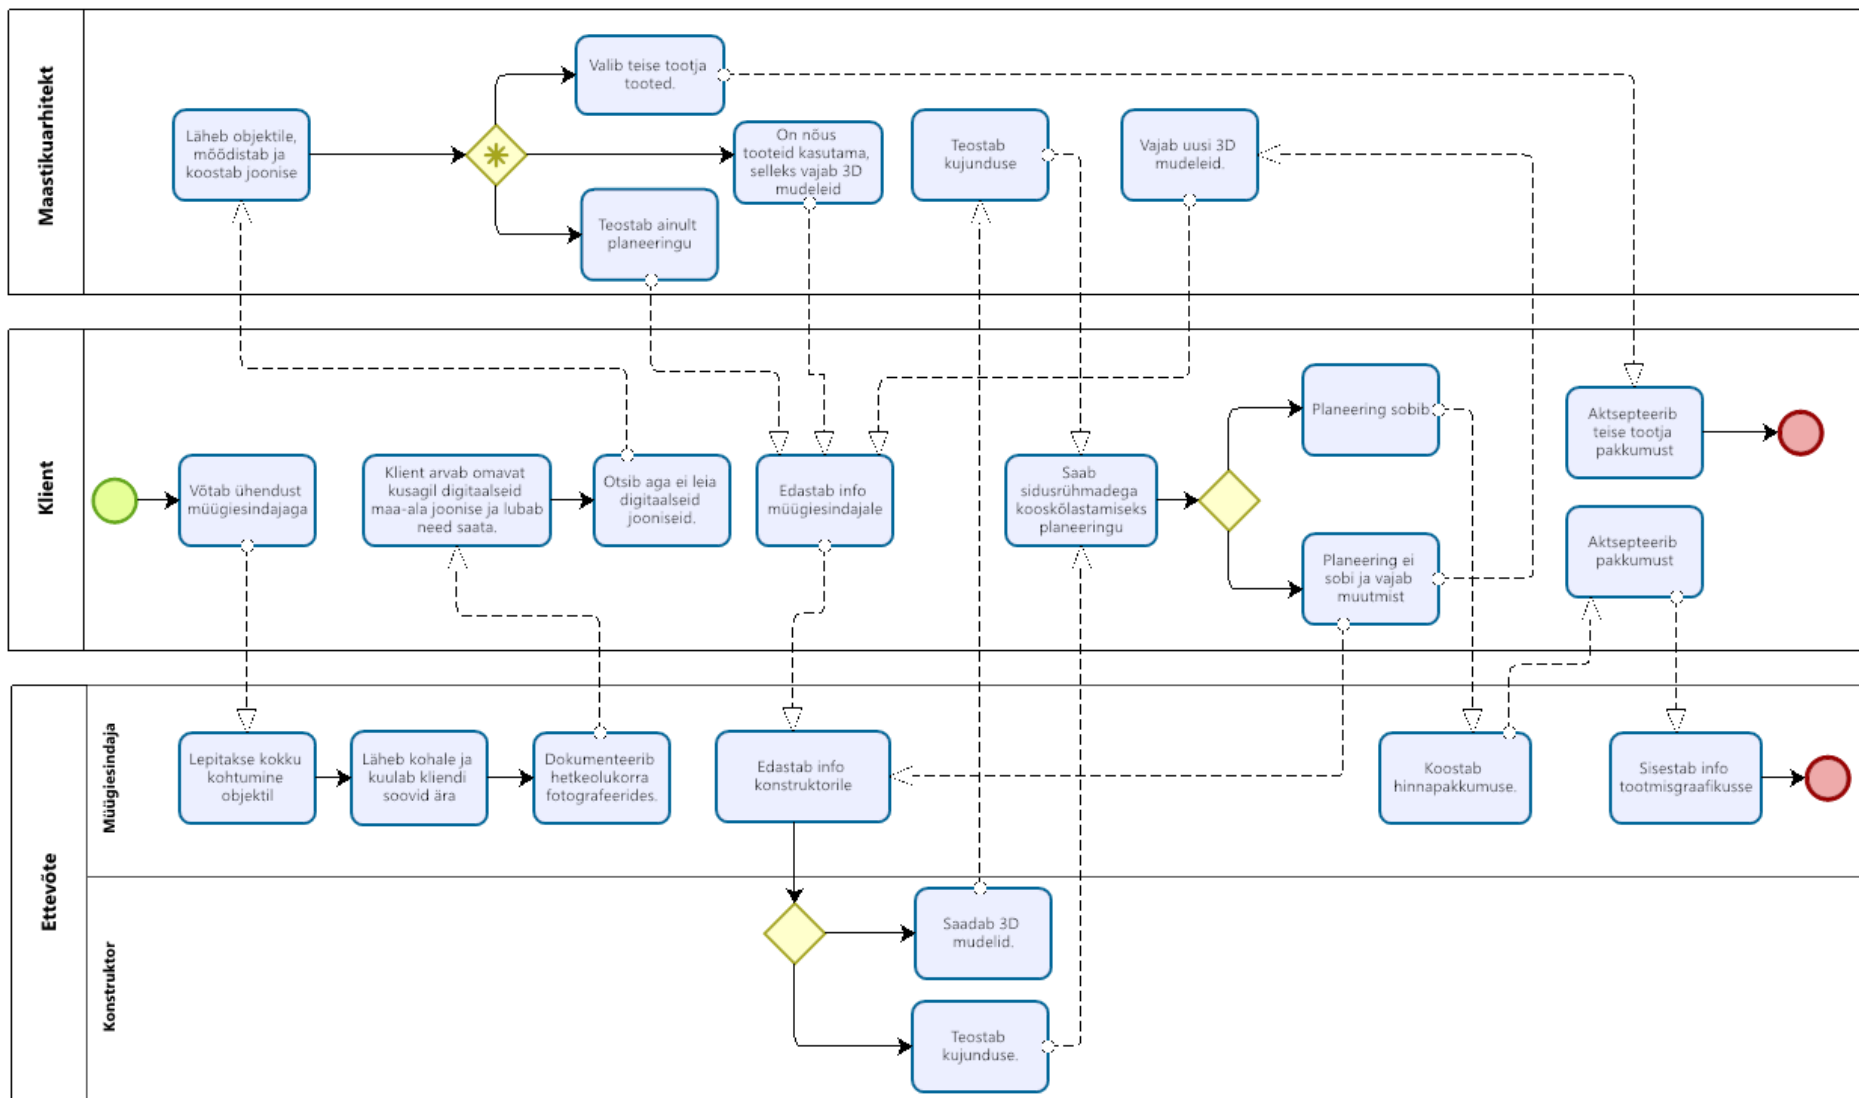 Maastikuarhitekt
Valib teise tootja
tooted.
Läheb objektile,
mõõdistab ja
koostab joonise
On nõus
tooteid kasutama,
selleks vajab 3D
mudeleid
Teostab ainult
planeeringu
Teostab
kujunduse
Vajab uusi 3D
mudeleid.
Klient
Võtab ühendust
müügiesindajaga
Klient arvab omavat
kusagil digitaalseid
maa-ala joonise ja lubab
need saata.
Otsib aga ei leia
digitaalseid
jooniseid.
Edastab info
müügiesindajale
Saab
sidusrühmadega
kooskõlastamiseks
planeeringu
Planeering sobib
Planeering ei
sobi ja vajab
muutmist
Aktsepteerib
teise tootja
pakkumust
Aktsepteerib
pakkumust
Ettevõte
Müügiesindaja
Lepitakse kokku
kohtumine
objektil
Läheb kohale ja
kuulab kliendi
soovid ära
Dokumenteerib
hetkeolukorra
fotografeerides.
Edastab info
konstruktorile
Koostab
hinnapakkumuse.
Sisestab info
tootmisgraafikusse
Konstruktor
Saadab 3D
mudelid.
Teostab
kujunduse.